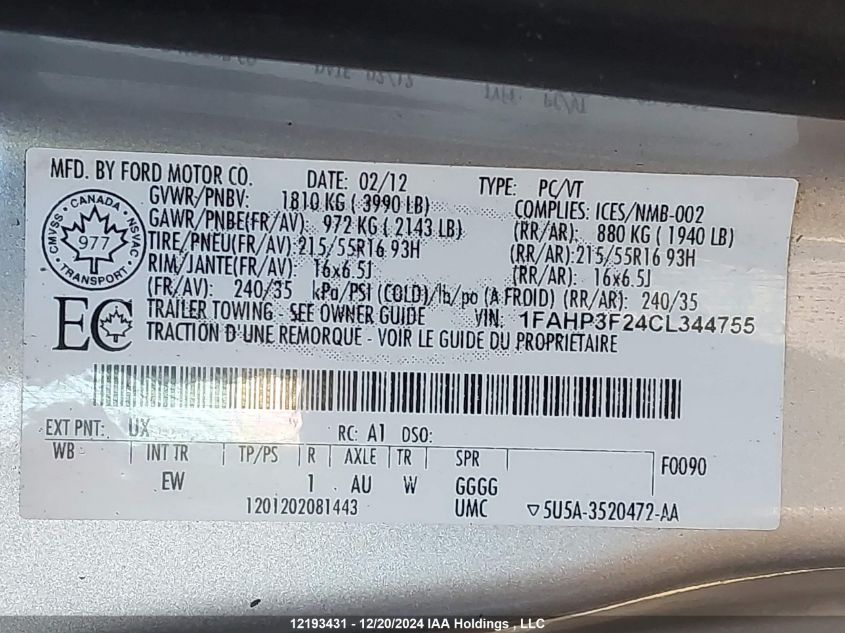 MFD. BY FORD MOTOR CO. DATE: 02/12 TYPE: PC/VT
GVWR/PNBV: 1810 KG ( 3990 LB) COMPLIES: ICES/NMB-002
GAWR/PNBE(FR/AV): 972 KG ( 2143 LB) (RR/AR): 880 KG ( 1940 LB)
TIRE/PNEU(FR/AV): 215/55R16 93H (RR/AR): 215/55R16 93H
RIM/JANTE(FR/AV): 16x6.5J (RR/AR): 16x6.5J
(FR/AV): 240/35 kPa/PSI (COLD)/lb/po (A FROID) (RR/AR): 240/35
TRAILER TOWING - SEE OWNER GUIDE VIN: 1FAHP3F24CL344755
TRACTION D'UNE REMORQUE - VOIR LE GUIDE DU PROPRIETAIRE
CANADA
CMVSS
NSVAC
977
TRANSPORT
EC
EXT PNT: UX RC: A1 DSO:
WB INT TR TP/PS R AXLE TR SPR F0090
EW 1 AU W GGGG
1201202081443 UMC ▽5U5A-3520472-AA
12193431 - 12/20/2024 IAA Holdings , LLC